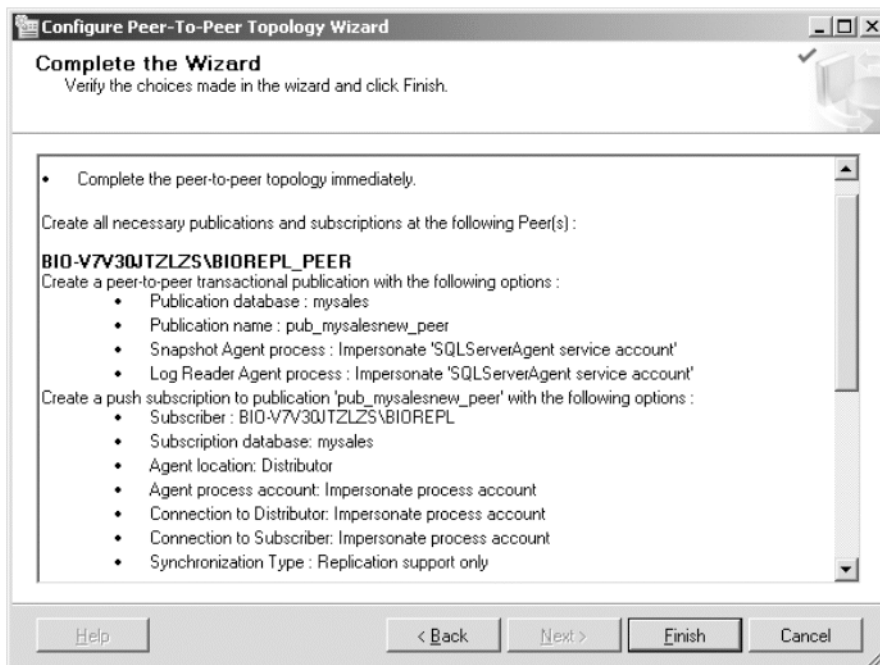 Configure Peer-To-Peer Topology Wizard
Complete the Wizard
Verify the choices made in the wizard and click Finish.
• Complete the peer-to-peer topology immediately.
Create all necessary publications and subscriptions at the following Peer(s) :
BIO-V7V30JTZLZS\BIOREPL_PEER
Create a peer-to-peer transactional publication with the following options :
• Publication database : mysales
• Publication name : pub_mysalesnew_peer
• Snapshot Agent process : Impersonate 'SQLServerAgent service account'
• Log Reader Agent process : Impersonate 'SQLServerAgent service account'
Create a push subscription to publication 'pub_mysalesnew_peer' with the following options :
• Subscriber : BIO-V7V30JTZLZS\BIOREPL
• Subscription database: mysales
• Agent location: Distributor
• Agent process account: Impersonate process account
• Connection to Distributor: Impersonate process account
• Connection to Subscriber: Impersonate process account
• Synchronization Type : Replication support only
Help < Back Next > Finish Cancel